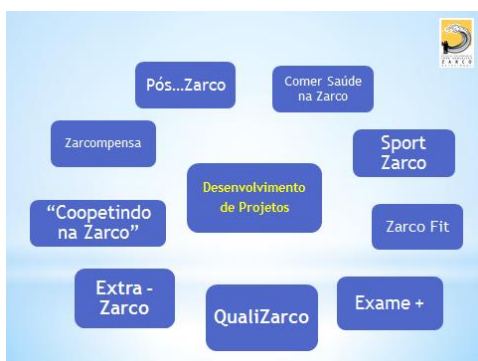 Pós...Zarco
Comer Saúde
na Zarco
Zarcompensa
Sport
Zarco
Desenvolvimento
de Projetos
“Coopetindo
na Zarco”
Zarco Fit
Extra -
Zarco
QualiZarco
Exame +
ZARCO